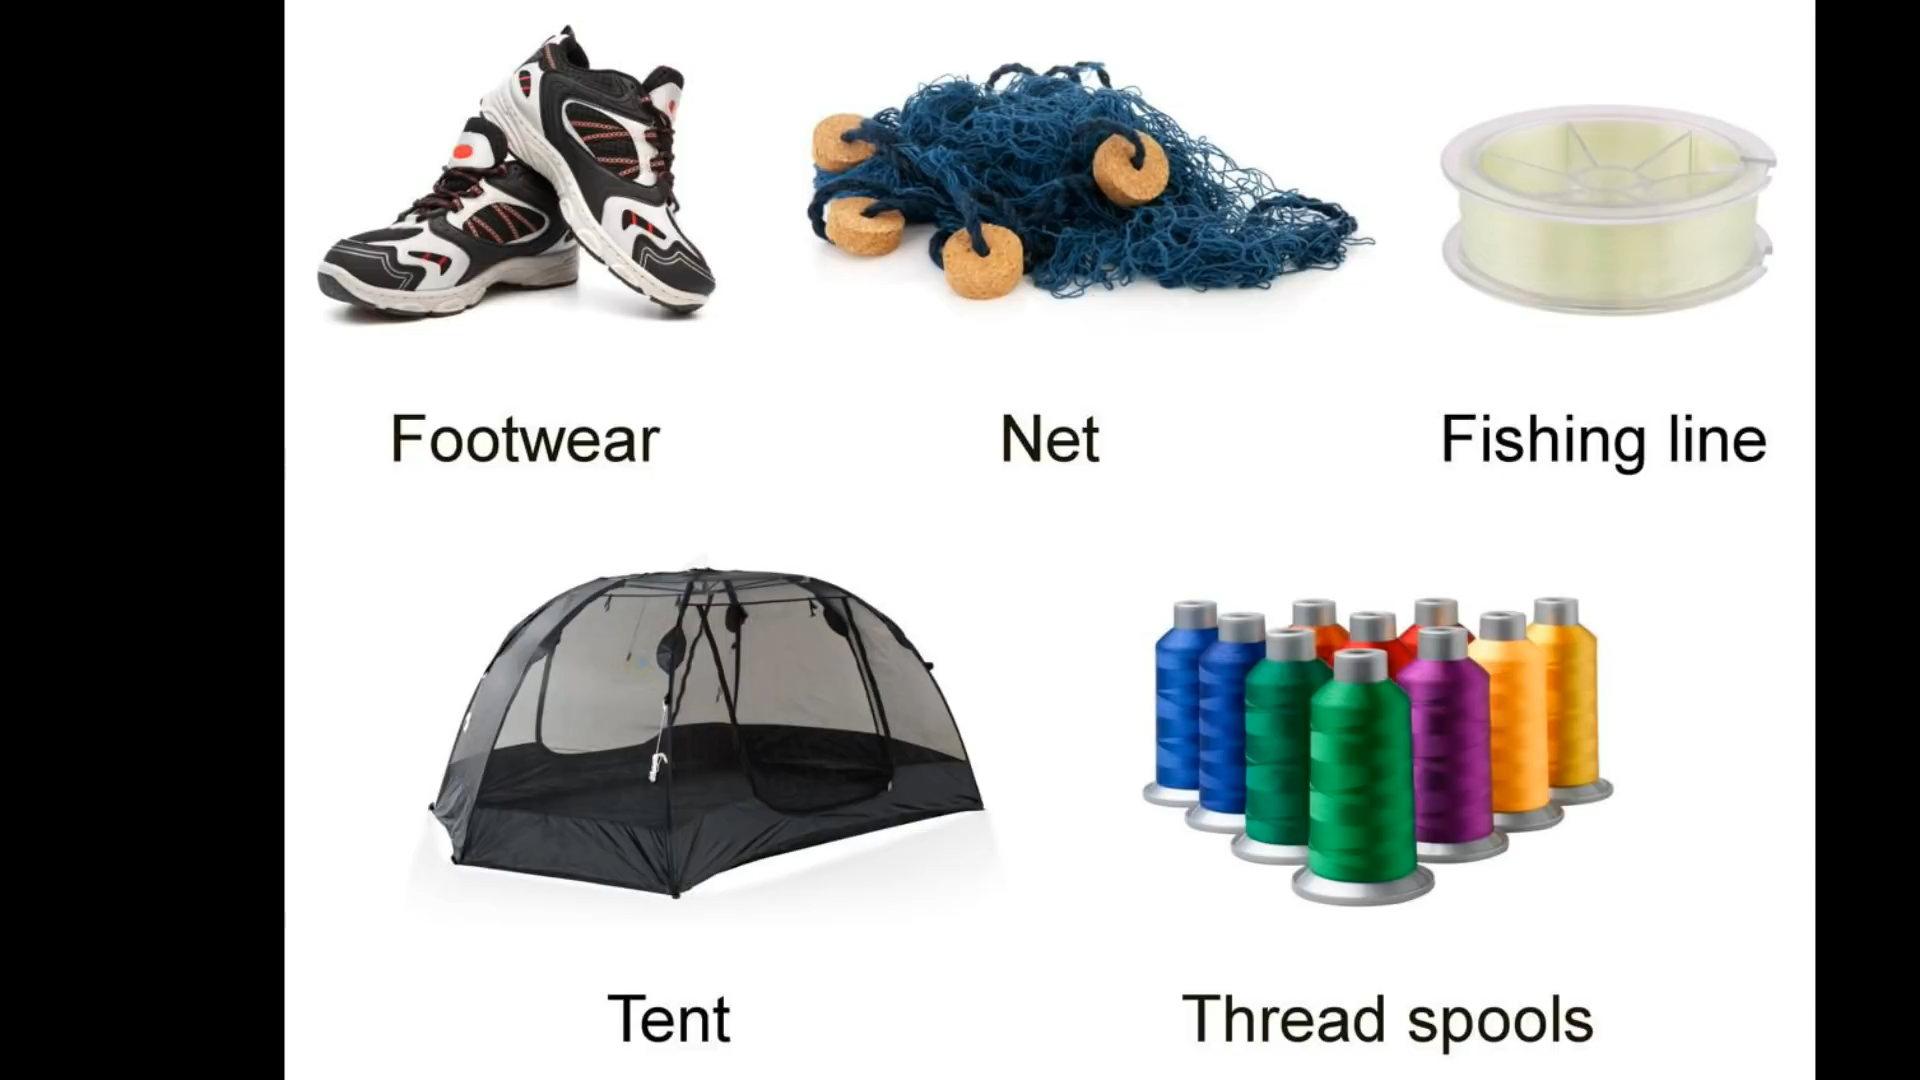 Footwear
Net
Fishing line
Tent
Thread spools